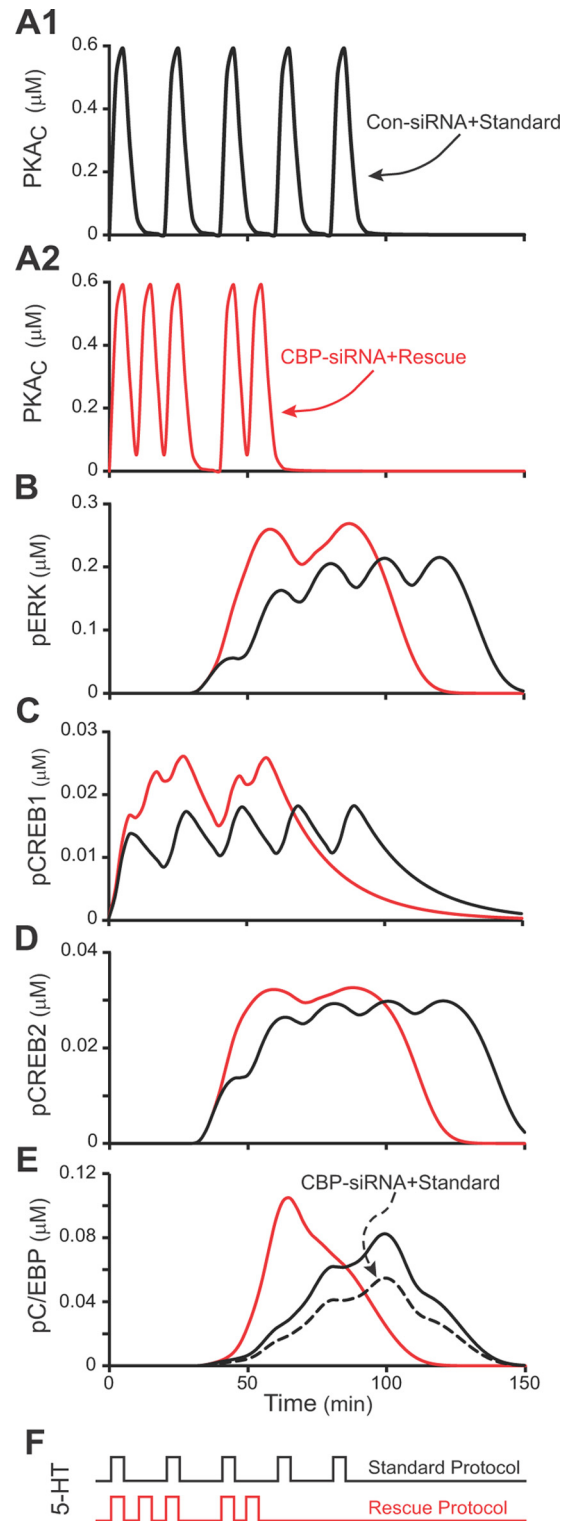 A1
0.6
0.4
0.2
0
PKAC (μM)
Con-siRNA+Standard
A2
0.6
0.4
0.2
0
PKAC (μM)
CBP-siRNA+Rescue
B
0.3
0.2
0.1
0
pERK (μM)
C
0.03
0.02
0.01
0
pCREB1 (μM)
D
0.04
0.02
0
pCREB2 (μM)
E
0.12
0.08
0.04
0
pC/EBP (μM)
CBP-siRNA+Standard
0 50 100 150
Time (min)
F
5-HT
Standard Protocol
Rescue Protocol